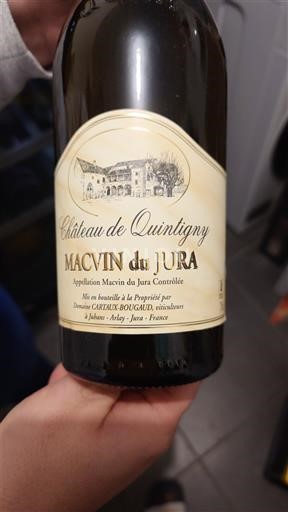 Château de Quintigny
MACVIN du JURA
Appellation Macvin du Jura Contrôlée
Mis en bouteille à la Propriété par
Domaine CARTAUX-BOUGAUD, viticulteurs
à Juhans - Arlay - Jura - France